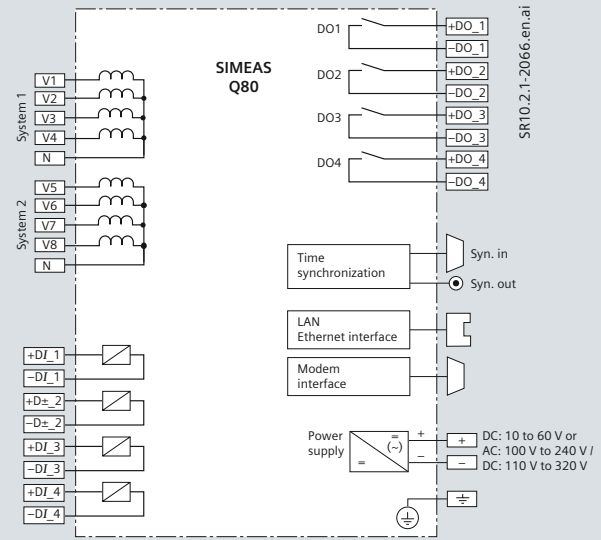 SIMEAS
Q80
System 1
V1
V2
V3
V4
N
System 2
V5
V6
V7
V8
N
+DI_1
−DI_1
+D±_2
−D±_2
+DI_3
−DI_3
+DI_4
−DI_4
DO1
+DO_1
−DO_1
DO2
+DO_2
−DO_2
DO3
+DO_3
−DO_3
DO4
+DO_4
−DO_4
SR10.2.1-2066.en.ai
Time
synchronization
Syn. in
Syn. out
LAN
Ethernet interface
Modem
interface
Power
supply
=
(~)
=
+
−
+
−
DC: 10 to 60 V or
AC: 100 V to 240 V /
DC: 110 V to 320 V